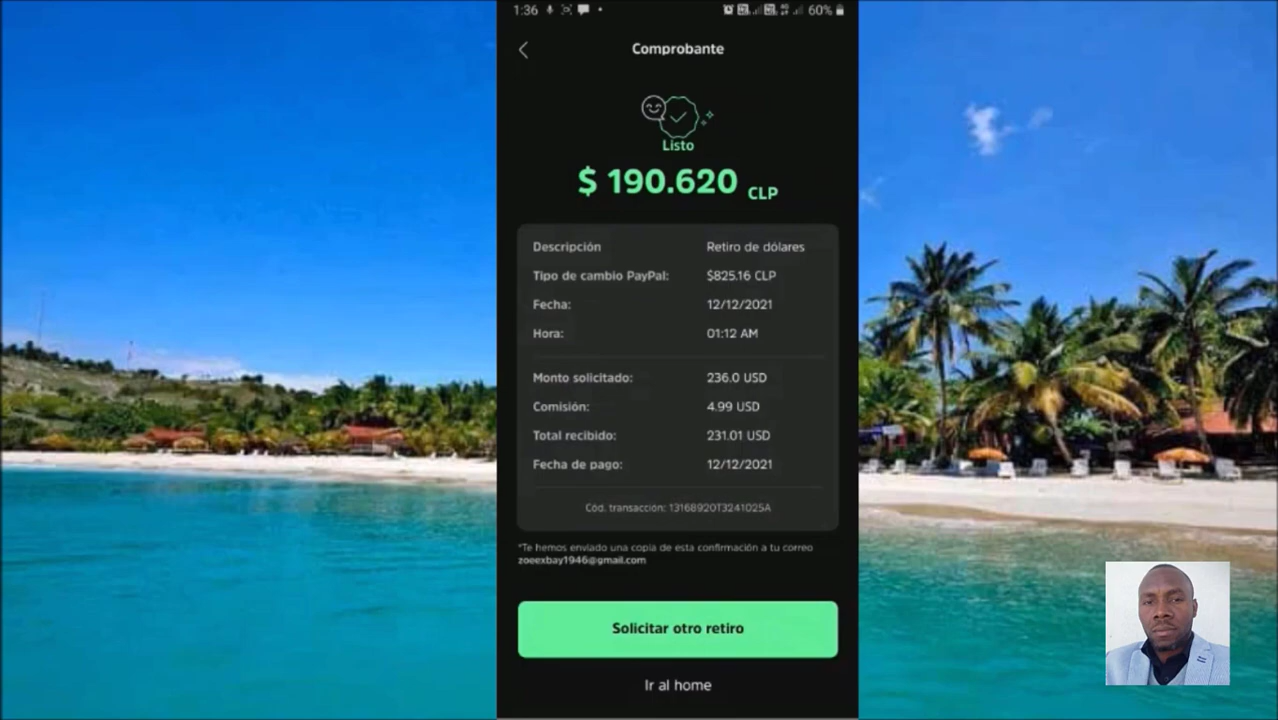 1:36 60%
Comprobante
Listo
$ 190.620 CLP
Descripción Retiro de dólares
Tipo de cambio PayPal: $825.16 CLP
Fecha: 12/12/2021
Hora: 01:12 AM
Monto solicitado: 236.0 USD
Comisión: 4.99 USD
Total recibido: 231.01 USD
Fecha de pago: 12/12/2021
Cód. transacción: 13168920T3241025A
*Te hemos enviado una copia de esta confirmación a tu correo
zoeexbay1946@gmail.com
Solicitar otro retiro
Ir al home